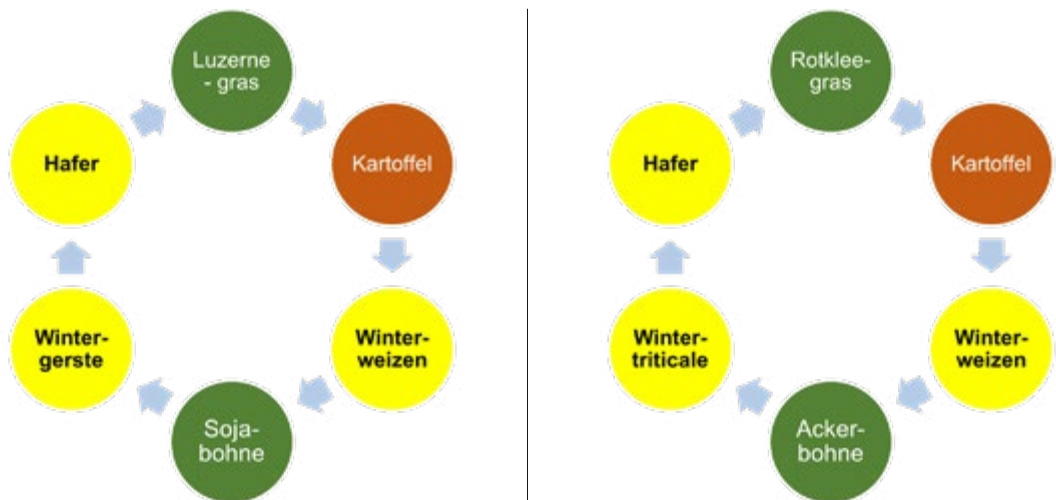 Luzerne
- gras
Kartoffel
Winter-
weizen
Soja-
bohne
Winter-
gerste
Hafer
Rotklee-
gras
Kartoffel
Winter-
weizen
Acker-
bohne
Winter-
triticale
Hafer